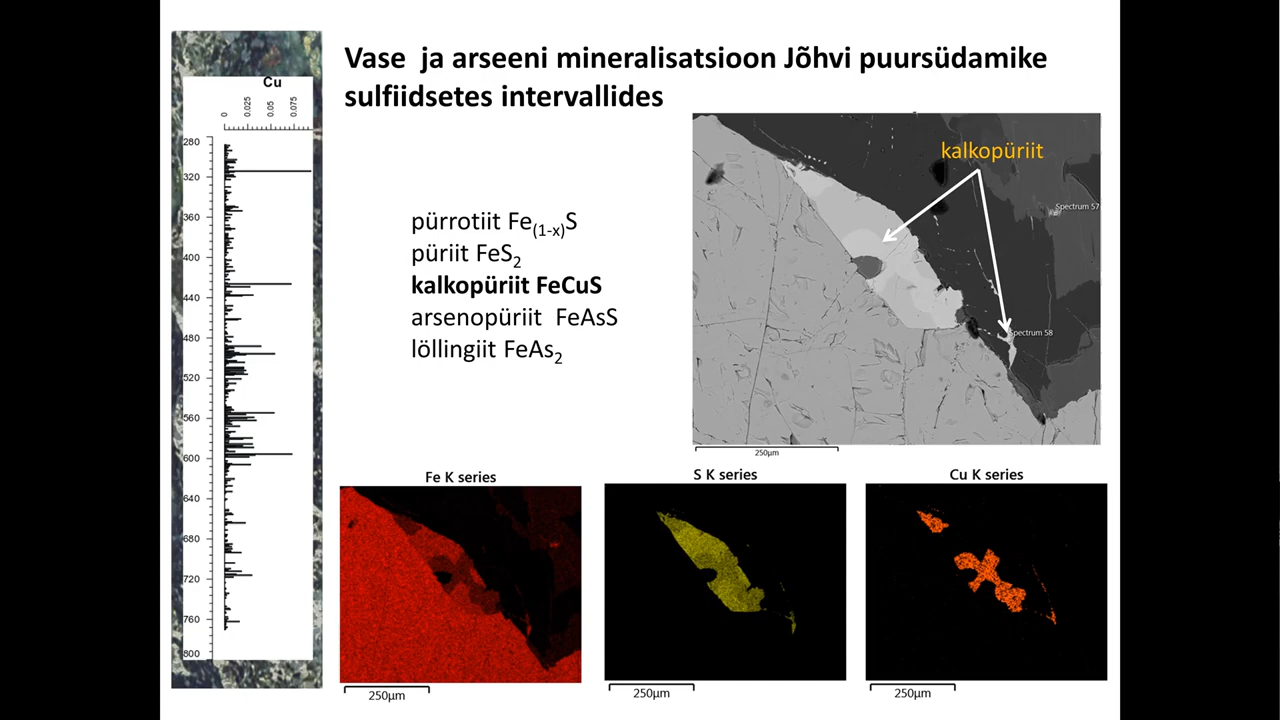 Vase ja arseeni mineralisatsioon Jõhvi puursüdamike
sulfiidsetes intervallides
Cu
0 0.025 0.05 0.075
280
320
360
400
440
480
520
560
600
640
680
720
760
800
pürrotiit Fe(1-x)S
püriit FeS2
kalkopüriit FeCuS
arsenopüriit FeAsS
löllingiit FeAs2
kalkopüriit
Spectrum 57
Spectrum 58
250µm
Fe K series
250µm
S K series
250µm
Cu K series
250µm